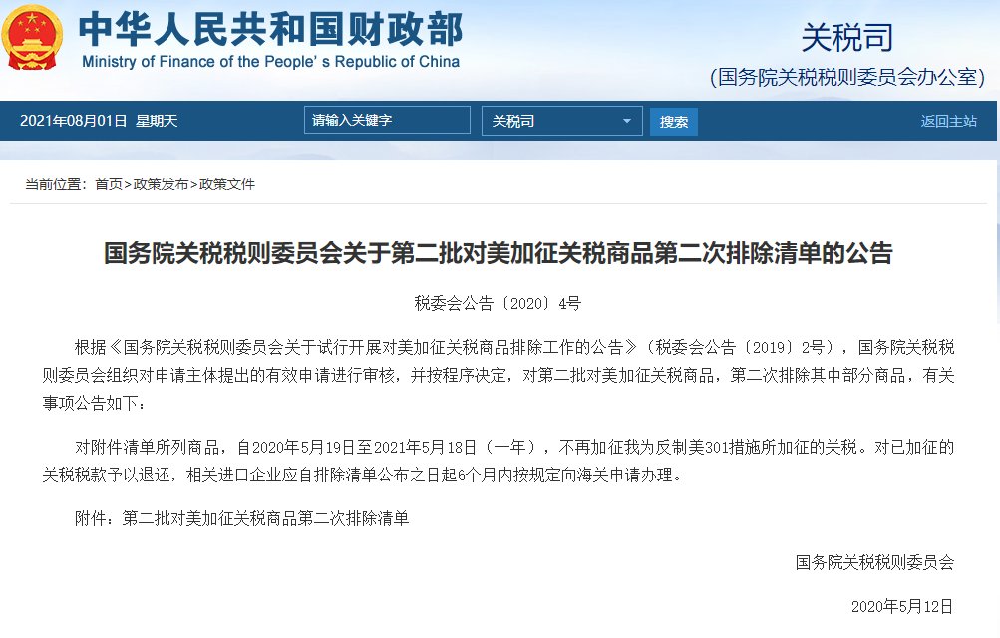 中华人民共和国财政部
Ministry of Finance of the People' s Republic of China
关税司
(国务院关税税则委员会办公室)
2021年08月01日 星期天
请输入关键字
关税司
搜索
返回主站
当前位置：首页>政策发布>政策文件
国务院关税税则委员会关于第二批对美加征关税商品第二次排除清单的公告
税委会公告〔2020〕4号
根据《国务院关税税则委员会关于试行开展对美加征关税商品排除工作的公告》（税委会公告〔2019〕2号），国务院关税税
则委员会组织对申请主体提出的有效申请进行审核，并按程序决定，对第二批对美加征关税商品，第二次排除其中部分商品，有关
事项公告如下：
对附件清单所列商品，自2020年5月19日至2021年5月18日（一年），不再加征我为反制美301措施所加征的关税。对已加征的
关税税款予以退还，相关进口企业应自排除清单公布之日起6个月内按规定向海关申请办理。
附件：第二批对美加征关税商品第二次排除清单
国务院关税税则委员会
2020年5月12日